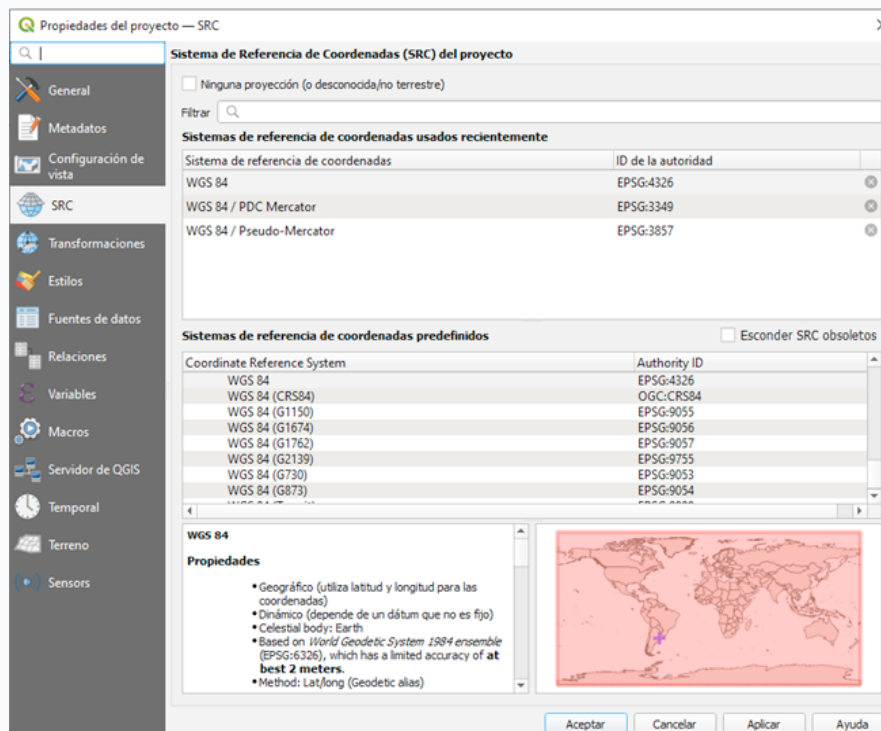 Propiedades del proyecto — SRC
General
Metadatos
Configuración de
vista
SRC
Transformaciones
Estilos
Fuentes de datos
Relaciones
Variables
Macros
Servidor de QGIS
Temporal
Terreno
Sensors
Sistema de Referencia de Coordenadas (SRC) del proyecto
Ninguna proyección (o desconocida/no terrestre)
Filtrar
Sistemas de referencia de coordenadas usados recientemente
Sistema de referencia de coordenadas ID de la autoridad
WGS 84 EPSG:4326
WGS 84 / PDC Mercator EPSG:3349
WGS 84 / Pseudo-Mercator EPSG:3857
Sistemas de referencia de coordenadas predefinidos Esconder SRC obsoletos
Coordinate Reference System Authority ID
WGS 84 EPSG:4326
WGS 84 (CRS84) OGC:CRS84
WGS 84 (G1150) EPSG:9055
WGS 84 (G1674) EPSG:9056
WGS 84 (G1762) EPSG:9057
WGS 84 (G2139) EPSG:9755
WGS 84 (G730) EPSG:9053
WGS 84 (G873) EPSG:9054
WGS 84
Propiedades
• Geográfico (utiliza latitud y longitud para las
coordenadas)
• Dinámico (depende de un dátum que no es fijo)
• Celestial body: Earth
• Based on World Geodetic System 1984 ensemble
(EPSG:6326), which has a limited accuracy of at
best 2 meters.
• Method: Lat/long (Geodetic alias)
Aceptar Cancelar Aplicar Ayuda